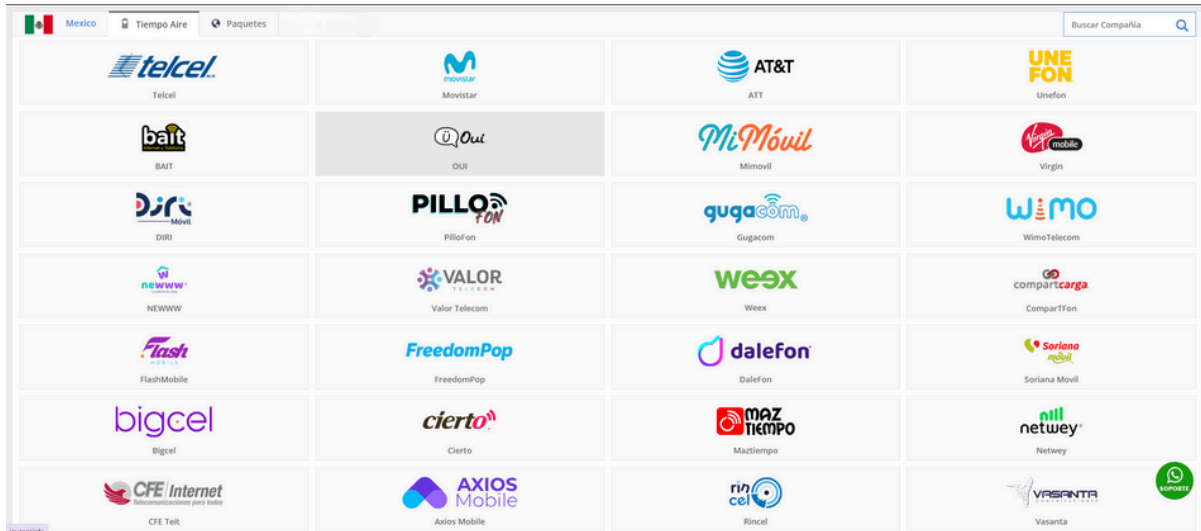 Mexico Tiempo Aire Paquetes Buscar Compañía
telcel movistar AT&T UNE FON
Telcel Movistar ATT Unefon
bait Internet y Telefonía Ü Oui MiMóvil Virgin mobile
BAIT OUI Mimovil Virgin
Diri Móvil PILLO FON gugacom WIMO
DIRI PilloFon Gugacom WimoTelecom
newww VALOR TELECOM weex compartcarga
NEWWW Valor Telecom Weex ComparTFon
Flash MOBILE FreedomPop dalefon Soriana móvil
FlashMobile FreedomPop DaleFon Soriana Movil
bigcel cierto MAZ TIEMPO netwey
Bigcel Cierto Maztiempo Netwey
CFE Internet Telecomunicaciones para todos AXIOS Mobile rin cel VASANTA
CFE Teit Axios Mobile Rincel Vasanta
SOPORTE